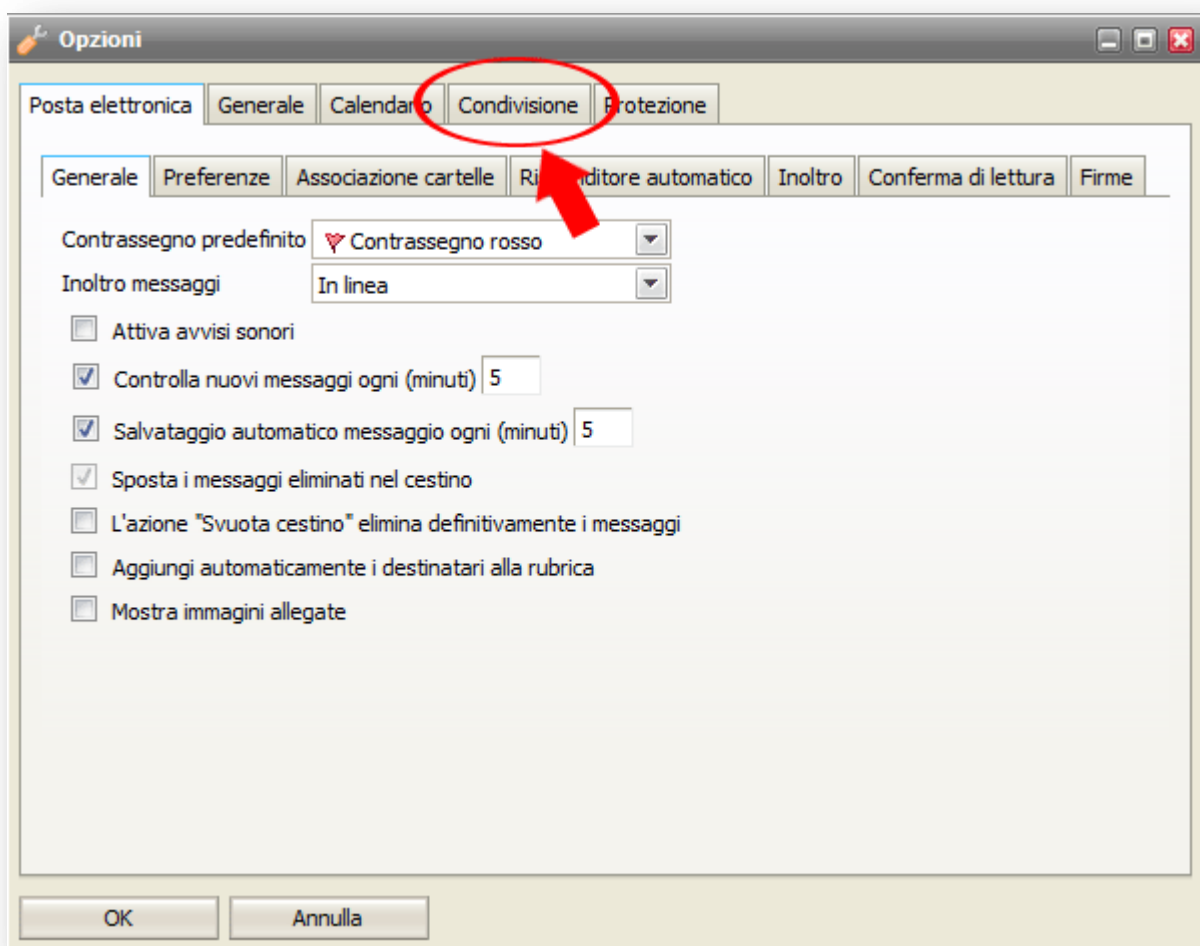 Opzioni
Posta elettronica Generale Calendario Condivisione Protezione
Generale Preferenze Associazione cartelle Risponditore automatico Inoltro Conferma di lettura Firme
Contrassegno predefinito Contrassegno rosso
Inoltro messaggi In linea
Attiva avvisi sonori
Controlla nuovi messaggi ogni (minuti) 5
Salvataggio automatico messaggio ogni (minuti) 5
Sposta i messaggi eliminati nel cestino
L'azione "Svuota cestino" elimina definitivamente i messaggi
Aggiungi automaticamente i destinatari alla rubrica
Mostra immagini allegate
OK Annulla